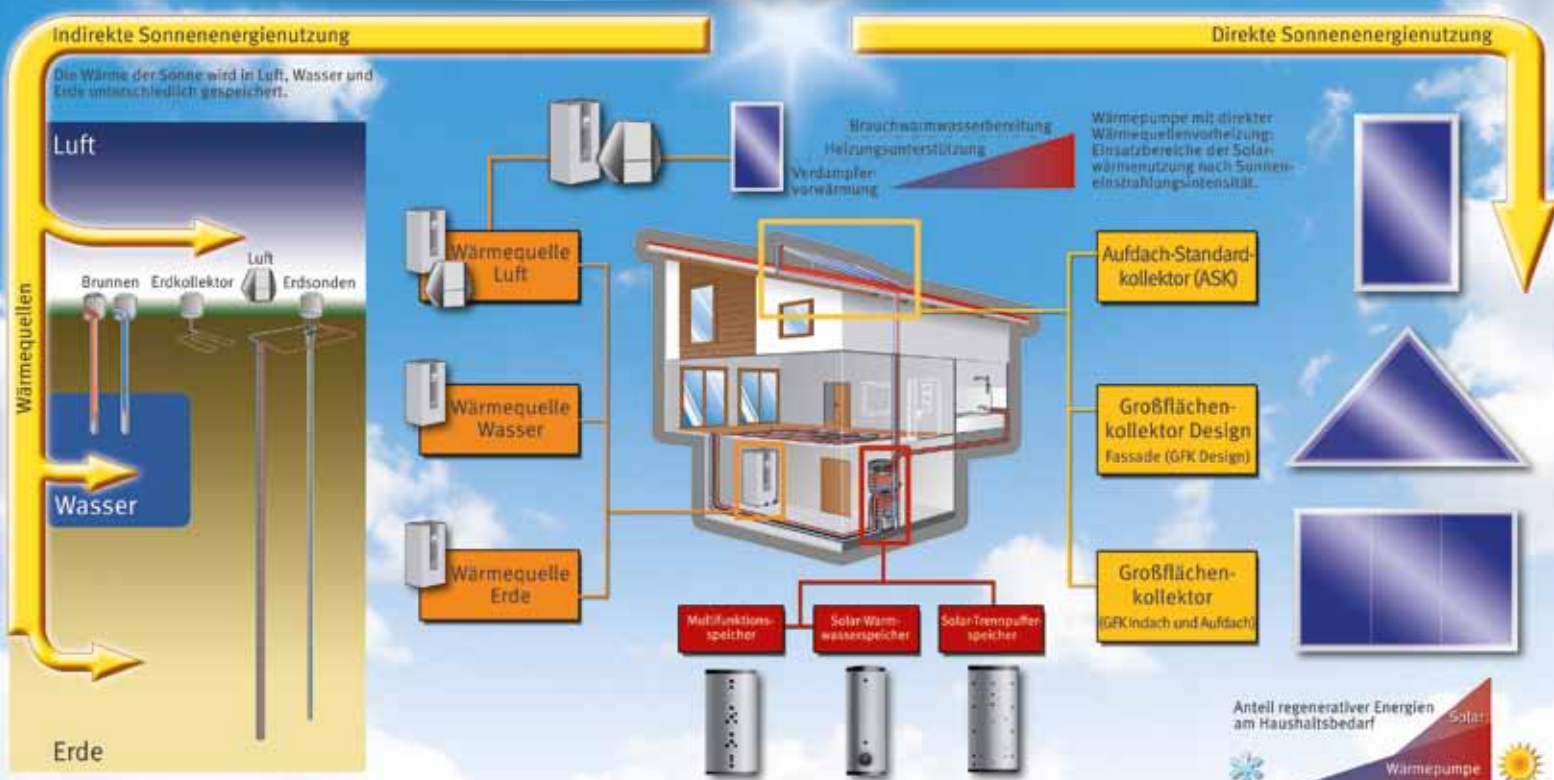 Indirekte Sonnenenergienutzung
Direkte Sonnenenergienutzung
Die Wärme der Sonne wird in Luft, Wasser und
Erde unterschiedlich gespeichert.
Wärmequellen
Luft
Brunnen
Erdkollektor
Luft
Erdsonden
Wasser
Erde
Brauchwarmwasserbereitung
Heizungsunterstützung
Verdampfer-
vorwärmung
Wärmepumpe mit direkter
Wärmequellenvorheizung:
Einsatzbereiche der Solar-
wärmenutzung nach Sonnen-
einstrahlungsintensität.
Wärmequelle
Luft
Wärmequelle
Wasser
Wärmequelle
Erde
Aufdach-Standard-
kollektor (ASK)
Großflächen-
kollektor Design
Fassade (GFK Design)
Großflächen-
kollektor
(GFK Indach und Aufdach)
Multifunktions-
speicher
Solar-Warm-
wasserspeicher
Solar-Trennpuffer-
speicher
Anteil regenerativer Energien
am Haushaltsbedarf
Solar
Wärmepumpe